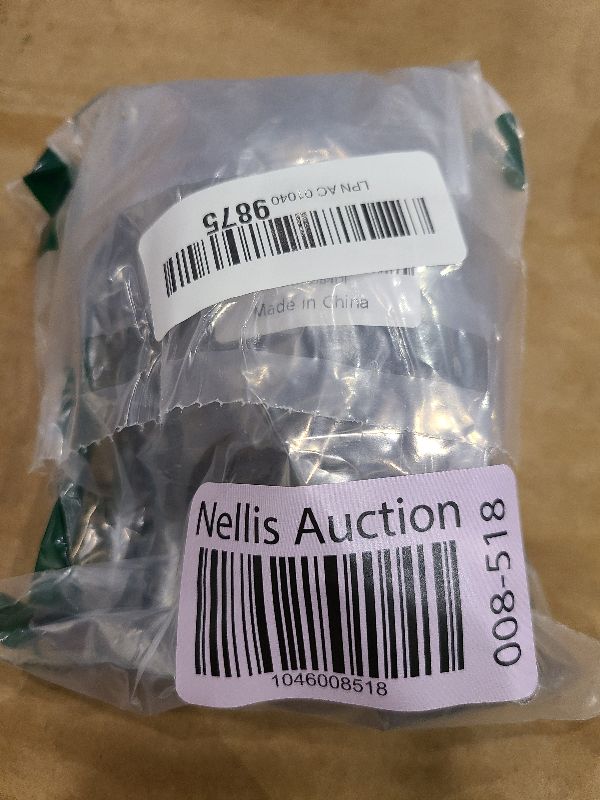 LPN AC 01040 9875
Made in China
Nellis Auction
1046008518
008-518